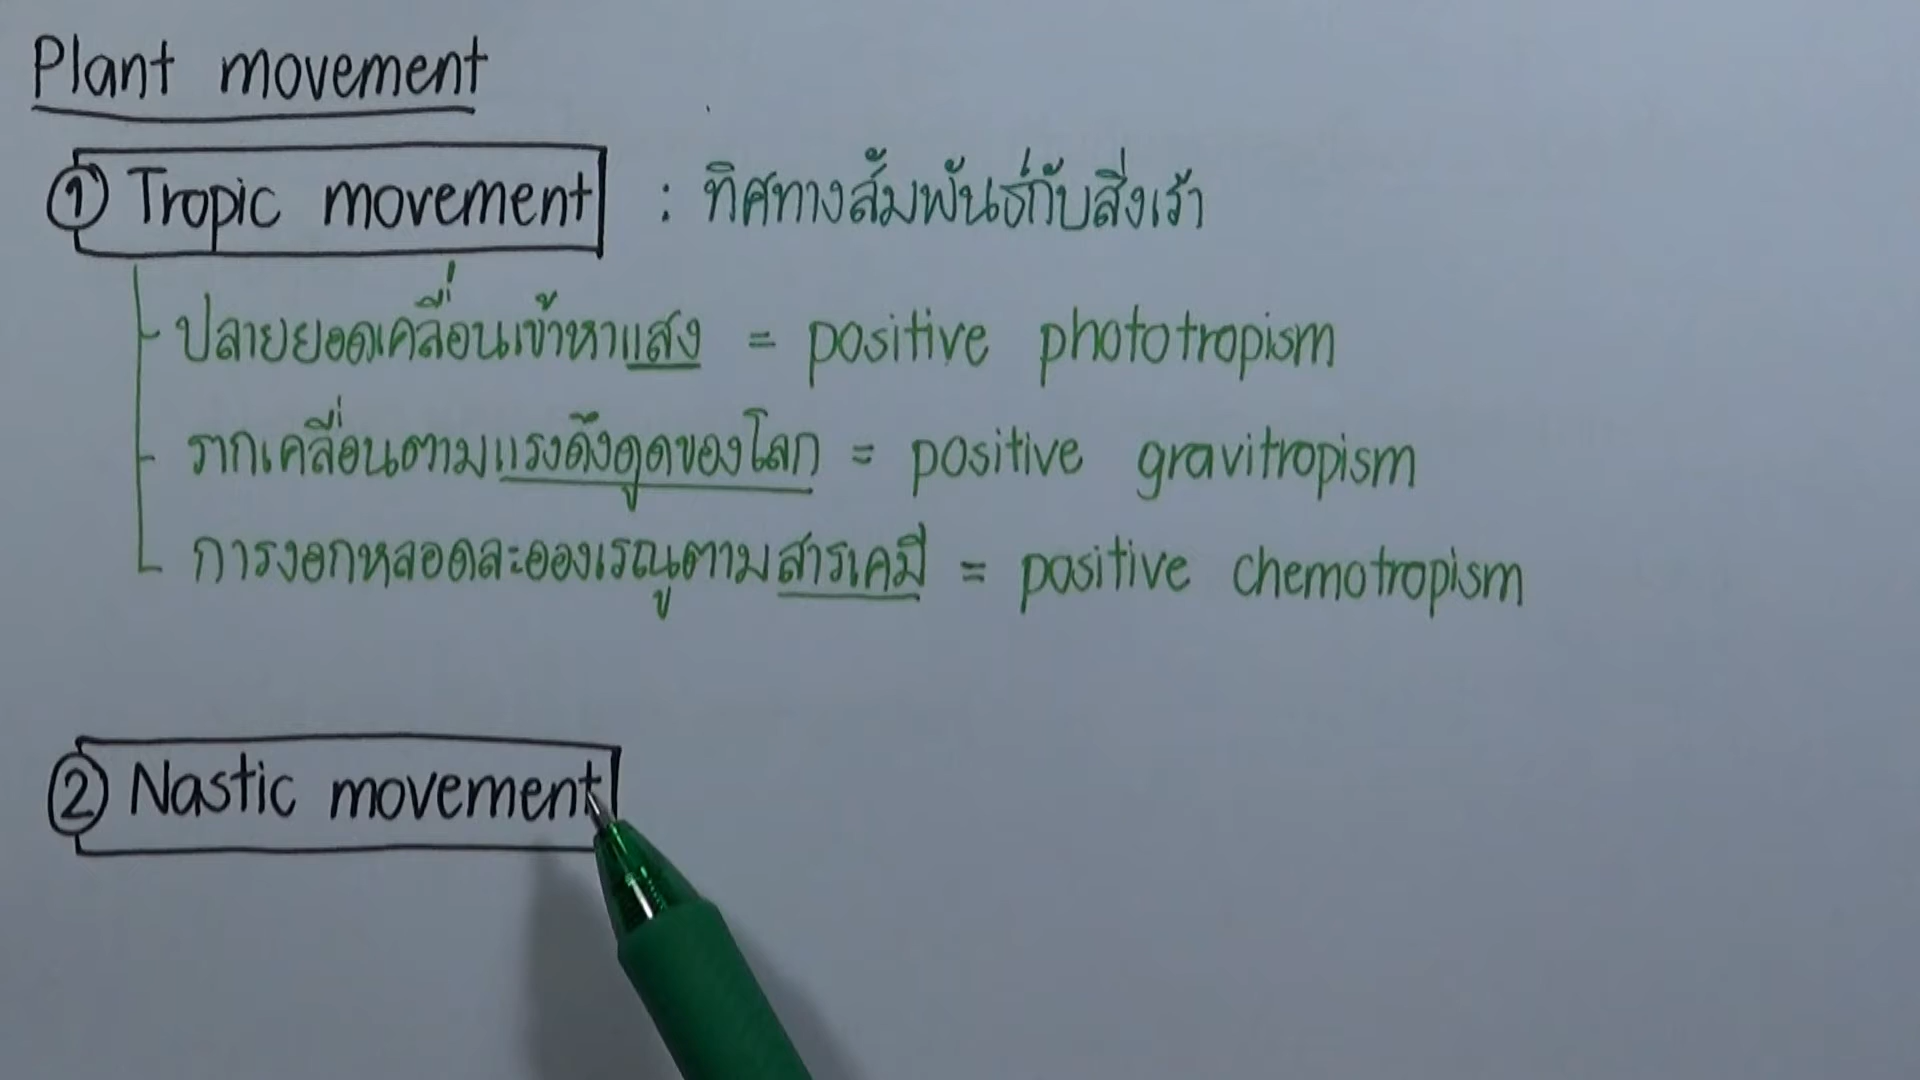 Plant movement
① Tropic movement : ทิศทางสัมพันธ์กับสิ่งเร้า
ปลายยอดเคลื่อนเข้าหาแสง = positive phototropism
รากเคลื่อนตามแรงดึงดูดของโลก = positive gravitropism
การงอกหลอดละอองเรณูตามสารเคมี = positive chemotropism
② Nastic movement